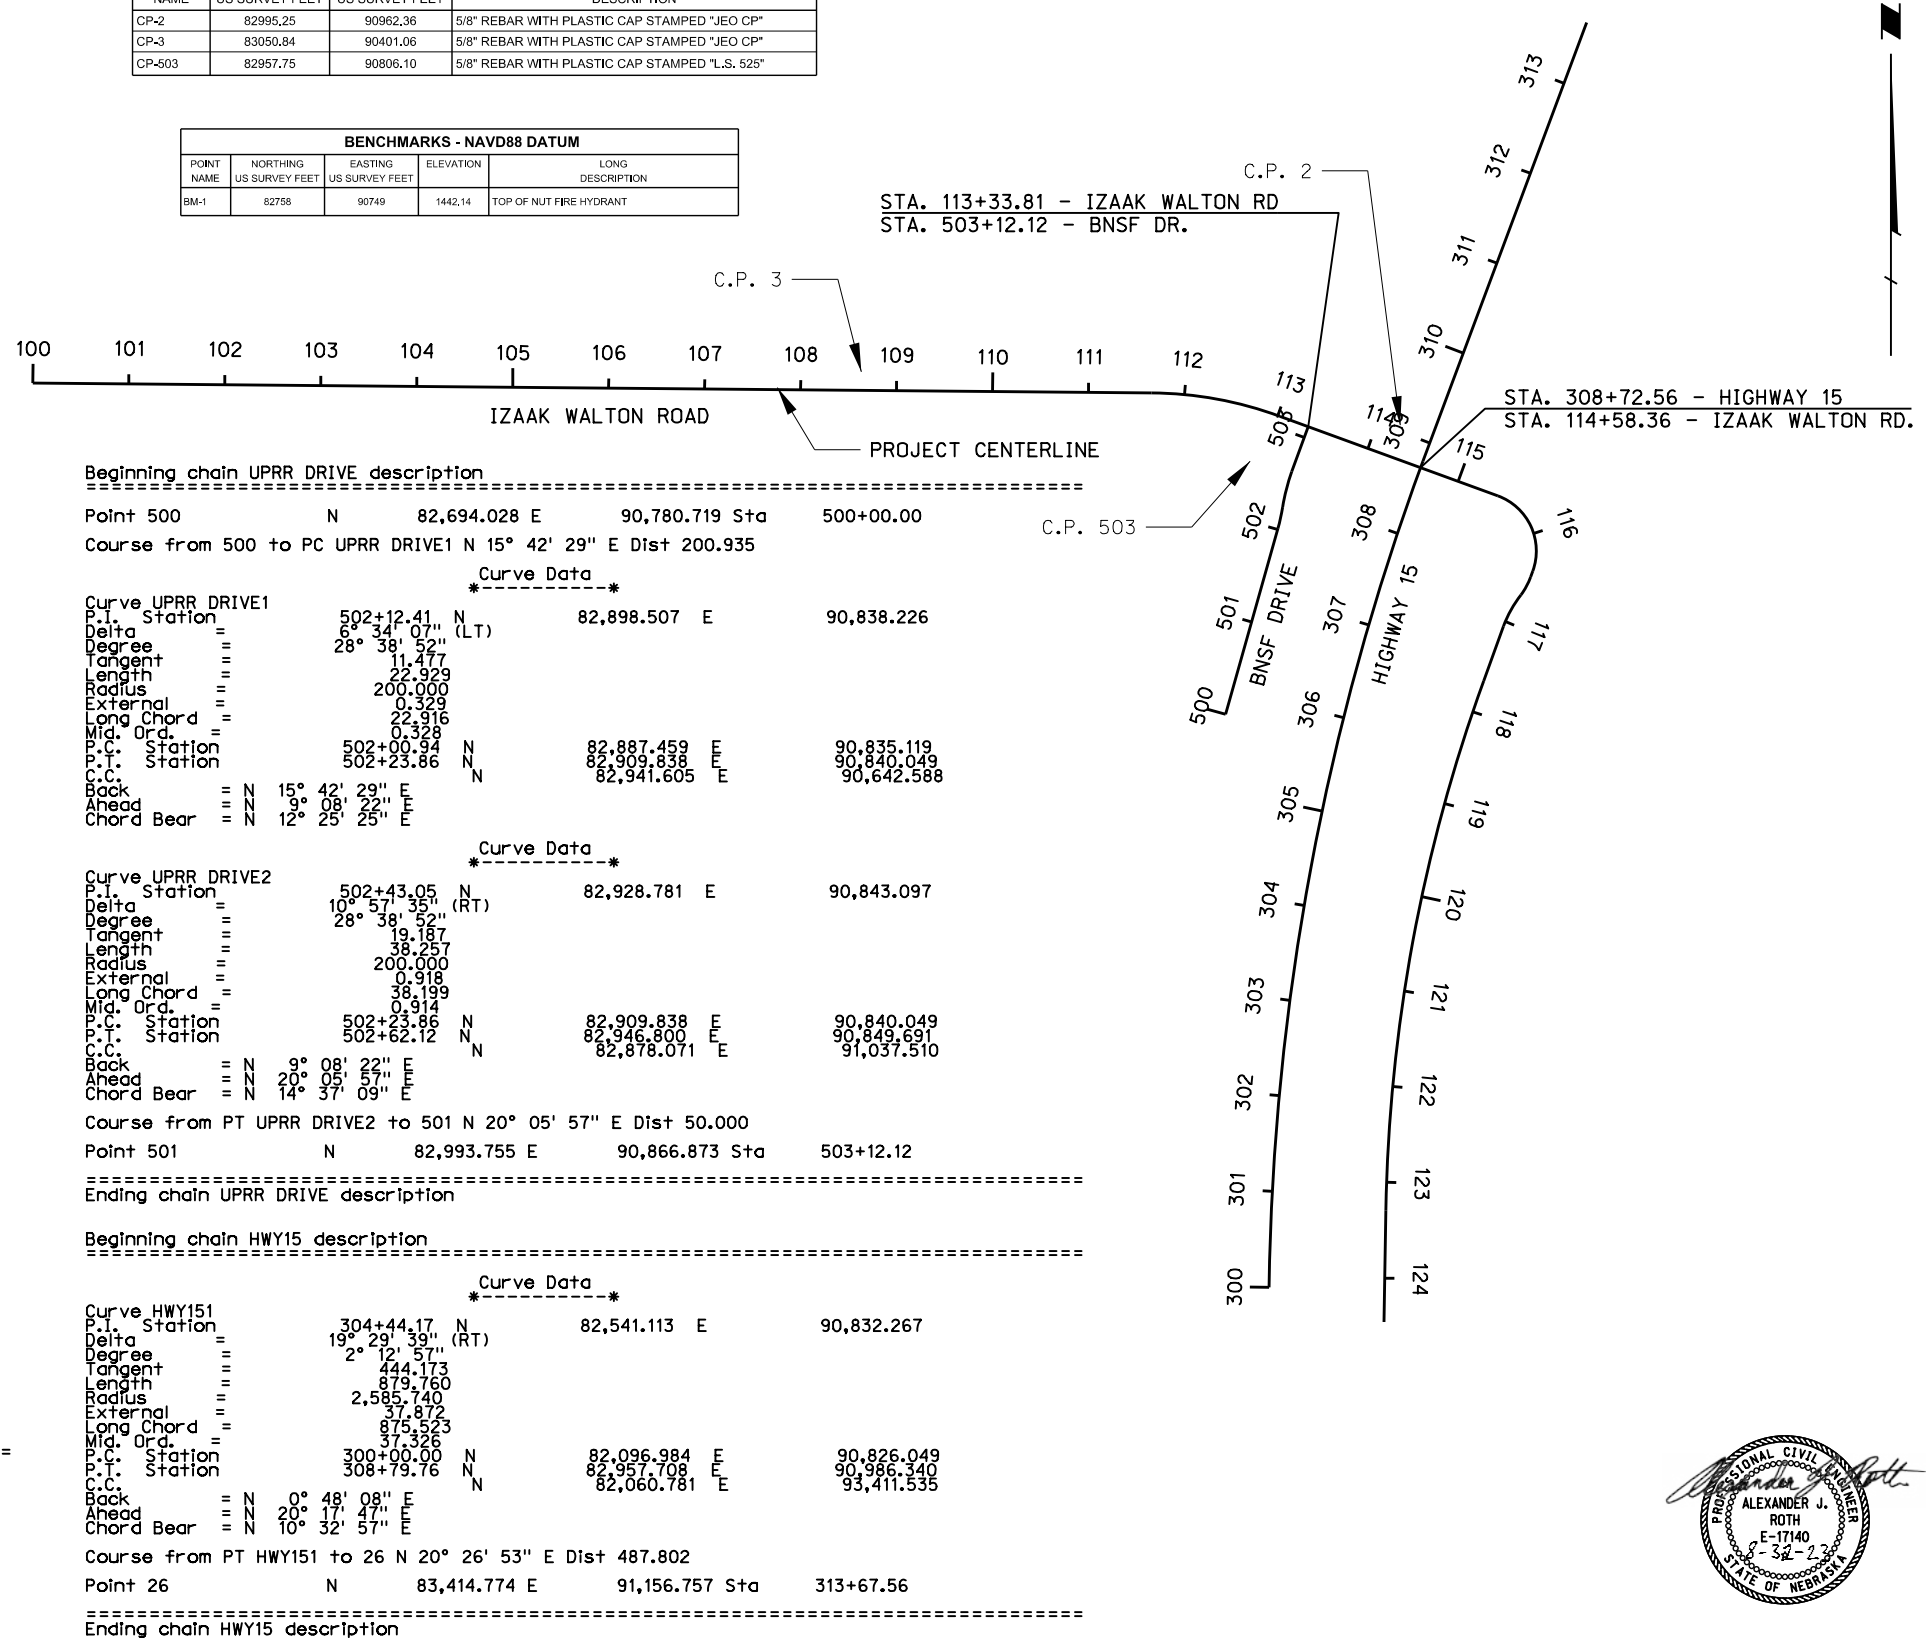 NAME US SURVEY FEET US SURVEY FEET DESCRIPTION
CP-2 82995.25 90962.36 5/8" REBAR WITH PLASTIC CAP STAMPED "JEO CP"
CP-3 83050.84 90401.06 5/8" REBAR WITH PLASTIC CAP STAMPED "JEO CP"
CP-503 82957.75 90806.10 5/8" REBAR WITH PLASTIC CAP STAMPED "L.S. 525"
BENCHMARKS - NAVD88 DATUM
POINT NORTHING EASTING ELEVATION LONG
NAME US SURVEY FEET US SURVEY FEET DESCRIPTION
BM-1 82758 90749 1442.14 TOP OF NUT FIRE HYDRANT
C.P. 2
STA. 113+33.81 - IZAAK WALTON RD
STA. 503+12.12 - BNSF DR.
C.P. 3
100 101 102 103 104 105 106 107 108 109 110 111 112 113 114 115 116 117 118 119 120 121 122 123 124
IZAAK WALTON ROAD
PROJECT CENTERLINE
STA. 308+72.56 - HIGHWAY 15
STA. 114+58.36 - IZAAK WALTON RD.
C.P. 503
313
312
311
310
309
308
307
306
305
304
303
302
301
300
HIGHWAY 15
503
502
501
500
BNSF DRIVE
Beginning chain UPRR DRIVE description
==========================================================================
Point 500 N 82,694.028 E 90,780.719 Sta 500+00.00
Course from 500 to PC UPRR DRIVE1 N 15° 42' 29" E Dist 200.935
Curve Data
*-----------*
Curve UPRR DRIVE1
P.I. Station 502+12.41 N 82,898.507 E 90,838.226
Delta = 6° 34' 07" (LT)
Degree = 28° 38' 52"
Tangent = 11.477
Length = 22.929
Radius = 200.000
External = 0.329
Long Chord = 22.916
Mid. Ord. = 0.328
P.C. Station 502+00.94 N 82,887.459 E 90,835.119
P.T. Station 502+23.86 N 82,909.838 E 90,840.049
C.C. N 82,941.605 E 90,642.588
Back = N 15° 42' 29" E
Ahead = N 9° 08' 22" E
Chord Bear = N 12° 25' 25" E
Curve Data
*-----------*
Curve UPRR DRIVE2
P.I. Station 502+43.05 N 82,928.781 E 90,843.097
Delta = 10° 57' 35" (RT)
Degree = 28° 38' 52"
Tangent = 19.187
Length = 38.257
Radius = 200.000
External = 0.918
Long Chord = 38.199
Mid. Ord. = 0.914
P.C. Station 502+23.86 N 82,909.838 E 90,840.049
P.T. Station 502+62.12 N 82,946.800 E 90,849.691
C.C. N 82,878.071 E 91,037.510
Back = N 9° 08' 22" E
Ahead = N 20° 05' 57" E
Chord Bear = N 14° 37' 09" E
Course from PT UPRR DRIVE2 to 501 N 20° 05' 57" E Dist 50.000
Point 501 N 82,993.755 E 90,866.873 Sta 503+12.12
==========================================================================
Ending chain UPRR DRIVE description
Beginning chain HWY15 description
==========================================================================
Curve Data
*-----------*
Curve HWY151
P.I. Station 304+44.17 N 82,541.113 E 90,832.267
Delta = 19° 29' 39" (RT)
Degree = 2° 12' 57"
Tangent = 444.173
Length = 879.760
Radius = 2,585.740
External = 37.872
Long Chord = 875.523
Mid. Ord. = 37.326
P.C. Station 300+00.00 N 82,096.984 E 90,826.049
P.T. Station 308+79.76 N 82,957.708 E 90,986.340
C.C. N 82,060.781 E 93,411.535
Back = N 0° 48' 08" E
Ahead = N 20° 17' 47" E
Chord Bear = N 10° 32' 57" E
Course from PT HWY151 to 26 N 20° 26' 53" E Dist 487.802
Point 26 N 83,414.774 E 91,156.757 Sta 313+67.56
==========================================================================
Ending chain HWY15 description
=
PROFESSIONAL CIVIL ENGINEER
ALEXANDER J.
ROTH
E-17140
STATE OF NEBRASKA